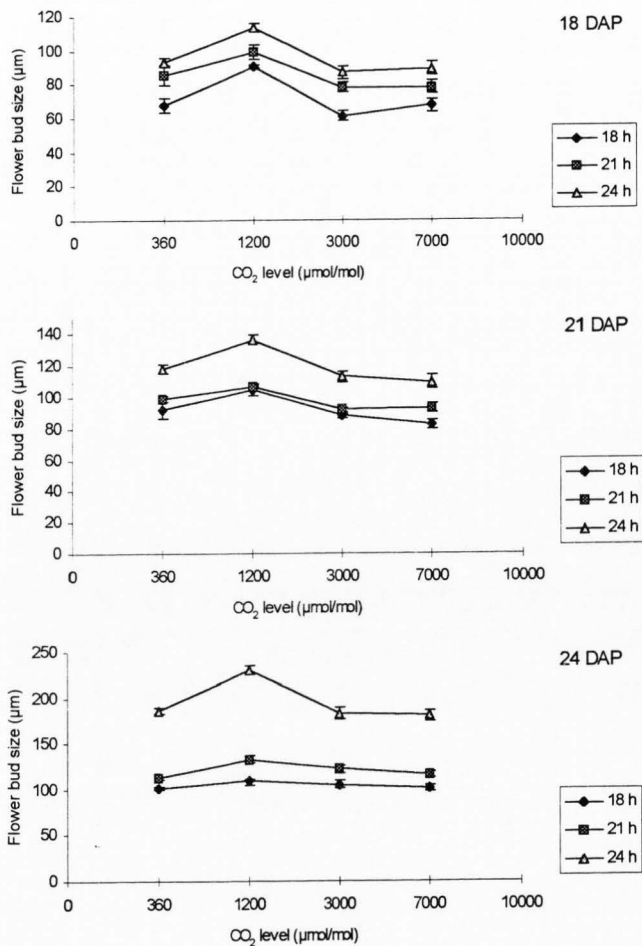 18 DAP
Flower bud size (µm)
120
100
80
60
40
20
0
0 360 1200 3000 7000 10000
CO₂ level (µmol/mol)
18 h
21 h
24 h
21 DAP
Flower bud size (µm)
140
120
100
80
60
40
20
0
0 360 1200 3000 7000 10000
CO₂ level (µmol/mol)
18 h
21 h
24 h
24 DAP
Flower bud size (µm)
250
200
150
100
50
0
0 360 1200 3000 7000 10000
CO₂ level (µmol/mol)
18 h
21 h
24 h